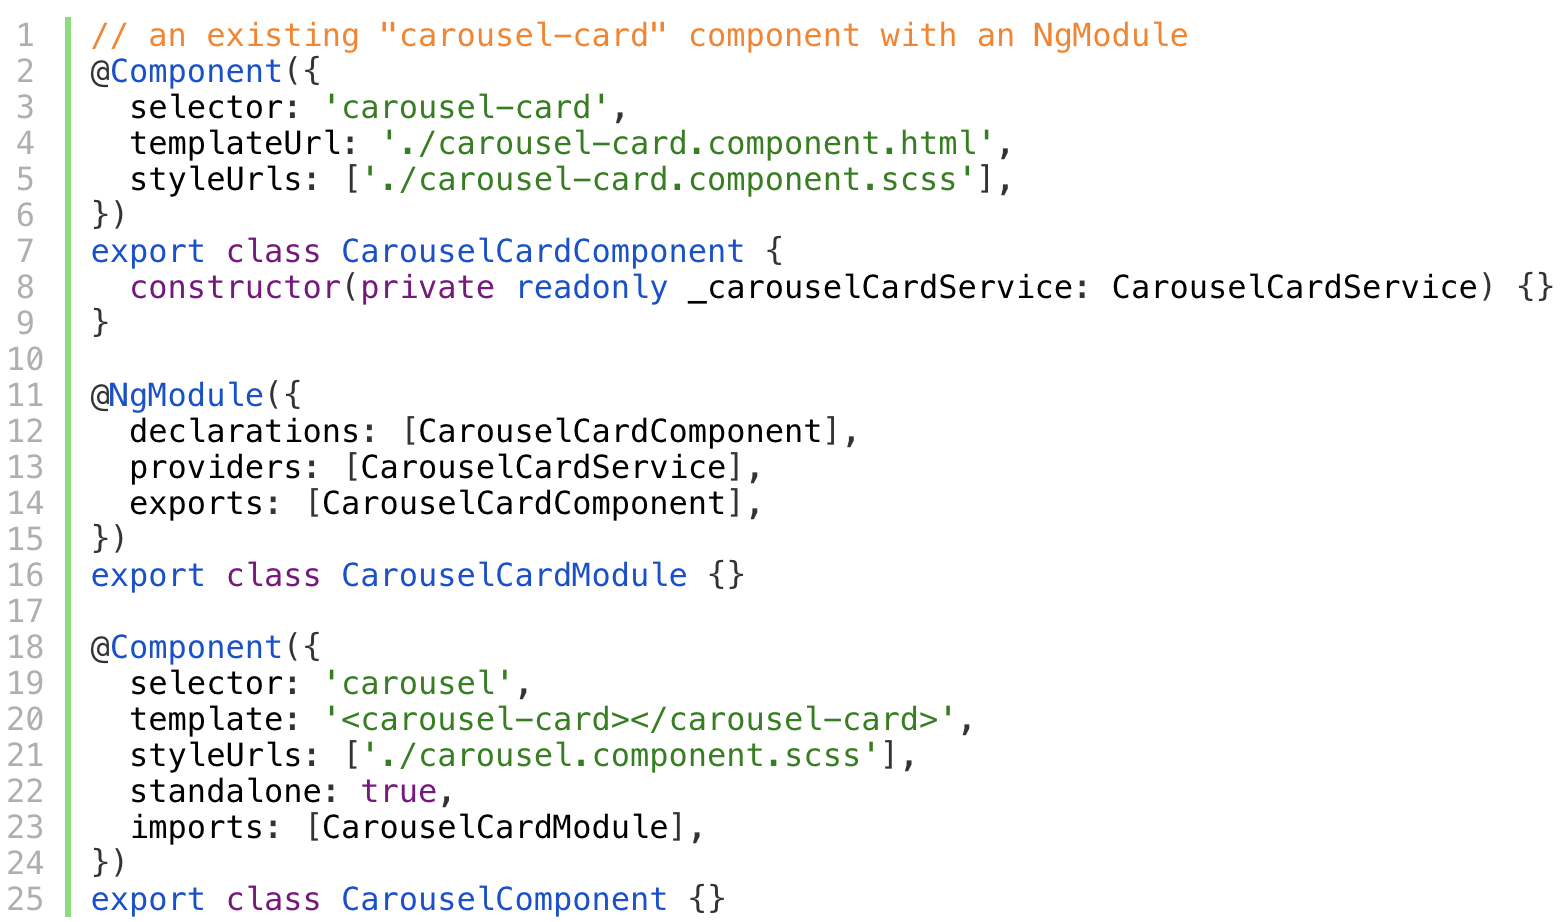 1 // an existing "carousel-card" component with an NgModule
2 @Component({
3   selector: 'carousel-card',
4   templateUrl: './carousel-card.component.html',
5   styleUrls: ['./carousel-card.component.scss'],
6 })
7 export class CarouselCardComponent {
8   constructor(private readonly _carouselCardService: CarouselCardService) {}
9 }
10
11 @NgModule({
12   declarations: [CarouselCardComponent],
13   providers: [CarouselCardService],
14   exports: [CarouselCardComponent],
15 })
16 export class CarouselCardModule {}
17
18 @Component({
19   selector: 'carousel',
20   template: '<carousel-card></carousel-card>',
21   styleUrls: ['./carousel.component.scss'],
22   standalone: true,
23   imports: [CarouselCardModule],
24 })
25 export class CarouselComponent {}